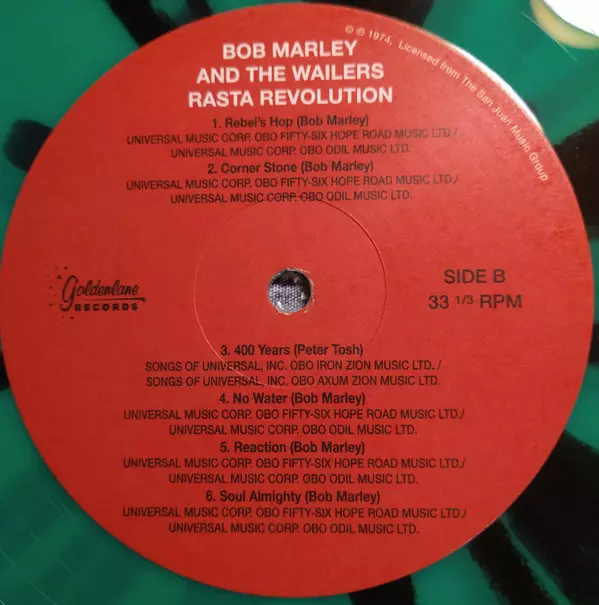 BOB MARLEY
AND THE WAILERS
RASTA REVOLUTION
© ℗ 1974, Licensed from The San Juan Music Group
1. Rebel's Hop (Bob Marley)
UNIVERSAL MUSIC CORP. OBO FIFTY-SIX HOPE ROAD MUSIC LTD./
UNIVERSAL MUSIC CORP. OBO ODIL MUSIC LTD.
2. Corner Stone (Bob Marley)
UNIVERSAL MUSIC CORP. OBO FIFTY-SIX HOPE ROAD MUSIC LTD./
UNIVERSAL MUSIC CORP. OBO ODIL MUSIC LTD.
Goldenlane
RECORDS
SIDE B
33 1/3 RPM
3. 400 Years (Peter Tosh)
SONGS OF UNIVERSAL, INC. OBO IRON ZION MUSIC LTD. /
SONGS OF UNIVERSAL, INC. OBO AXUM ZION MUSIC LTD.
4. No Water (Bob Marley)
UNIVERSAL MUSIC CORP. OBO FIFTY-SIX HOPE ROAD MUSIC LTD./
UNIVERSAL MUSIC CORP. OBO ODIL MUSIC LTD.
5. Reaction (Bob Marley)
UNIVERSAL MUSIC CORP. OBO FIFTY-SIX HOPE ROAD MUSIC LTD./
UNIVERSAL MUSIC CORP. OBO ODIL MUSIC LTD.
6. Soul Almighty (Bob Marley)
UNIVERSAL MUSIC CORP. OBO FIFTY-SIX HOPE ROAD MUSIC LTD./
UNIVERSAL MUSIC CORP. OBO ODIL MUSIC LTD.